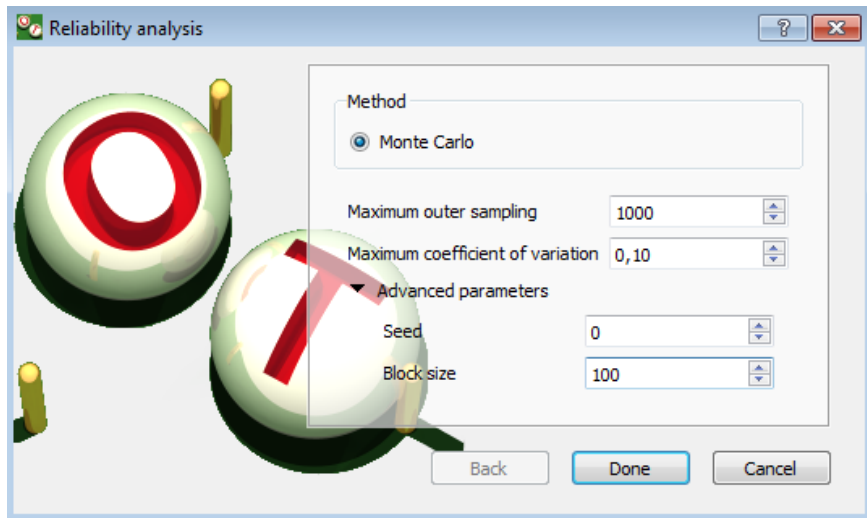 Reliability analysis
Method
Monte Carlo
Maximum outer sampling 1000
Maximum coefficient of variation 0,10
Advanced parameters
Seed 0
Block size 100
Back Done Cancel